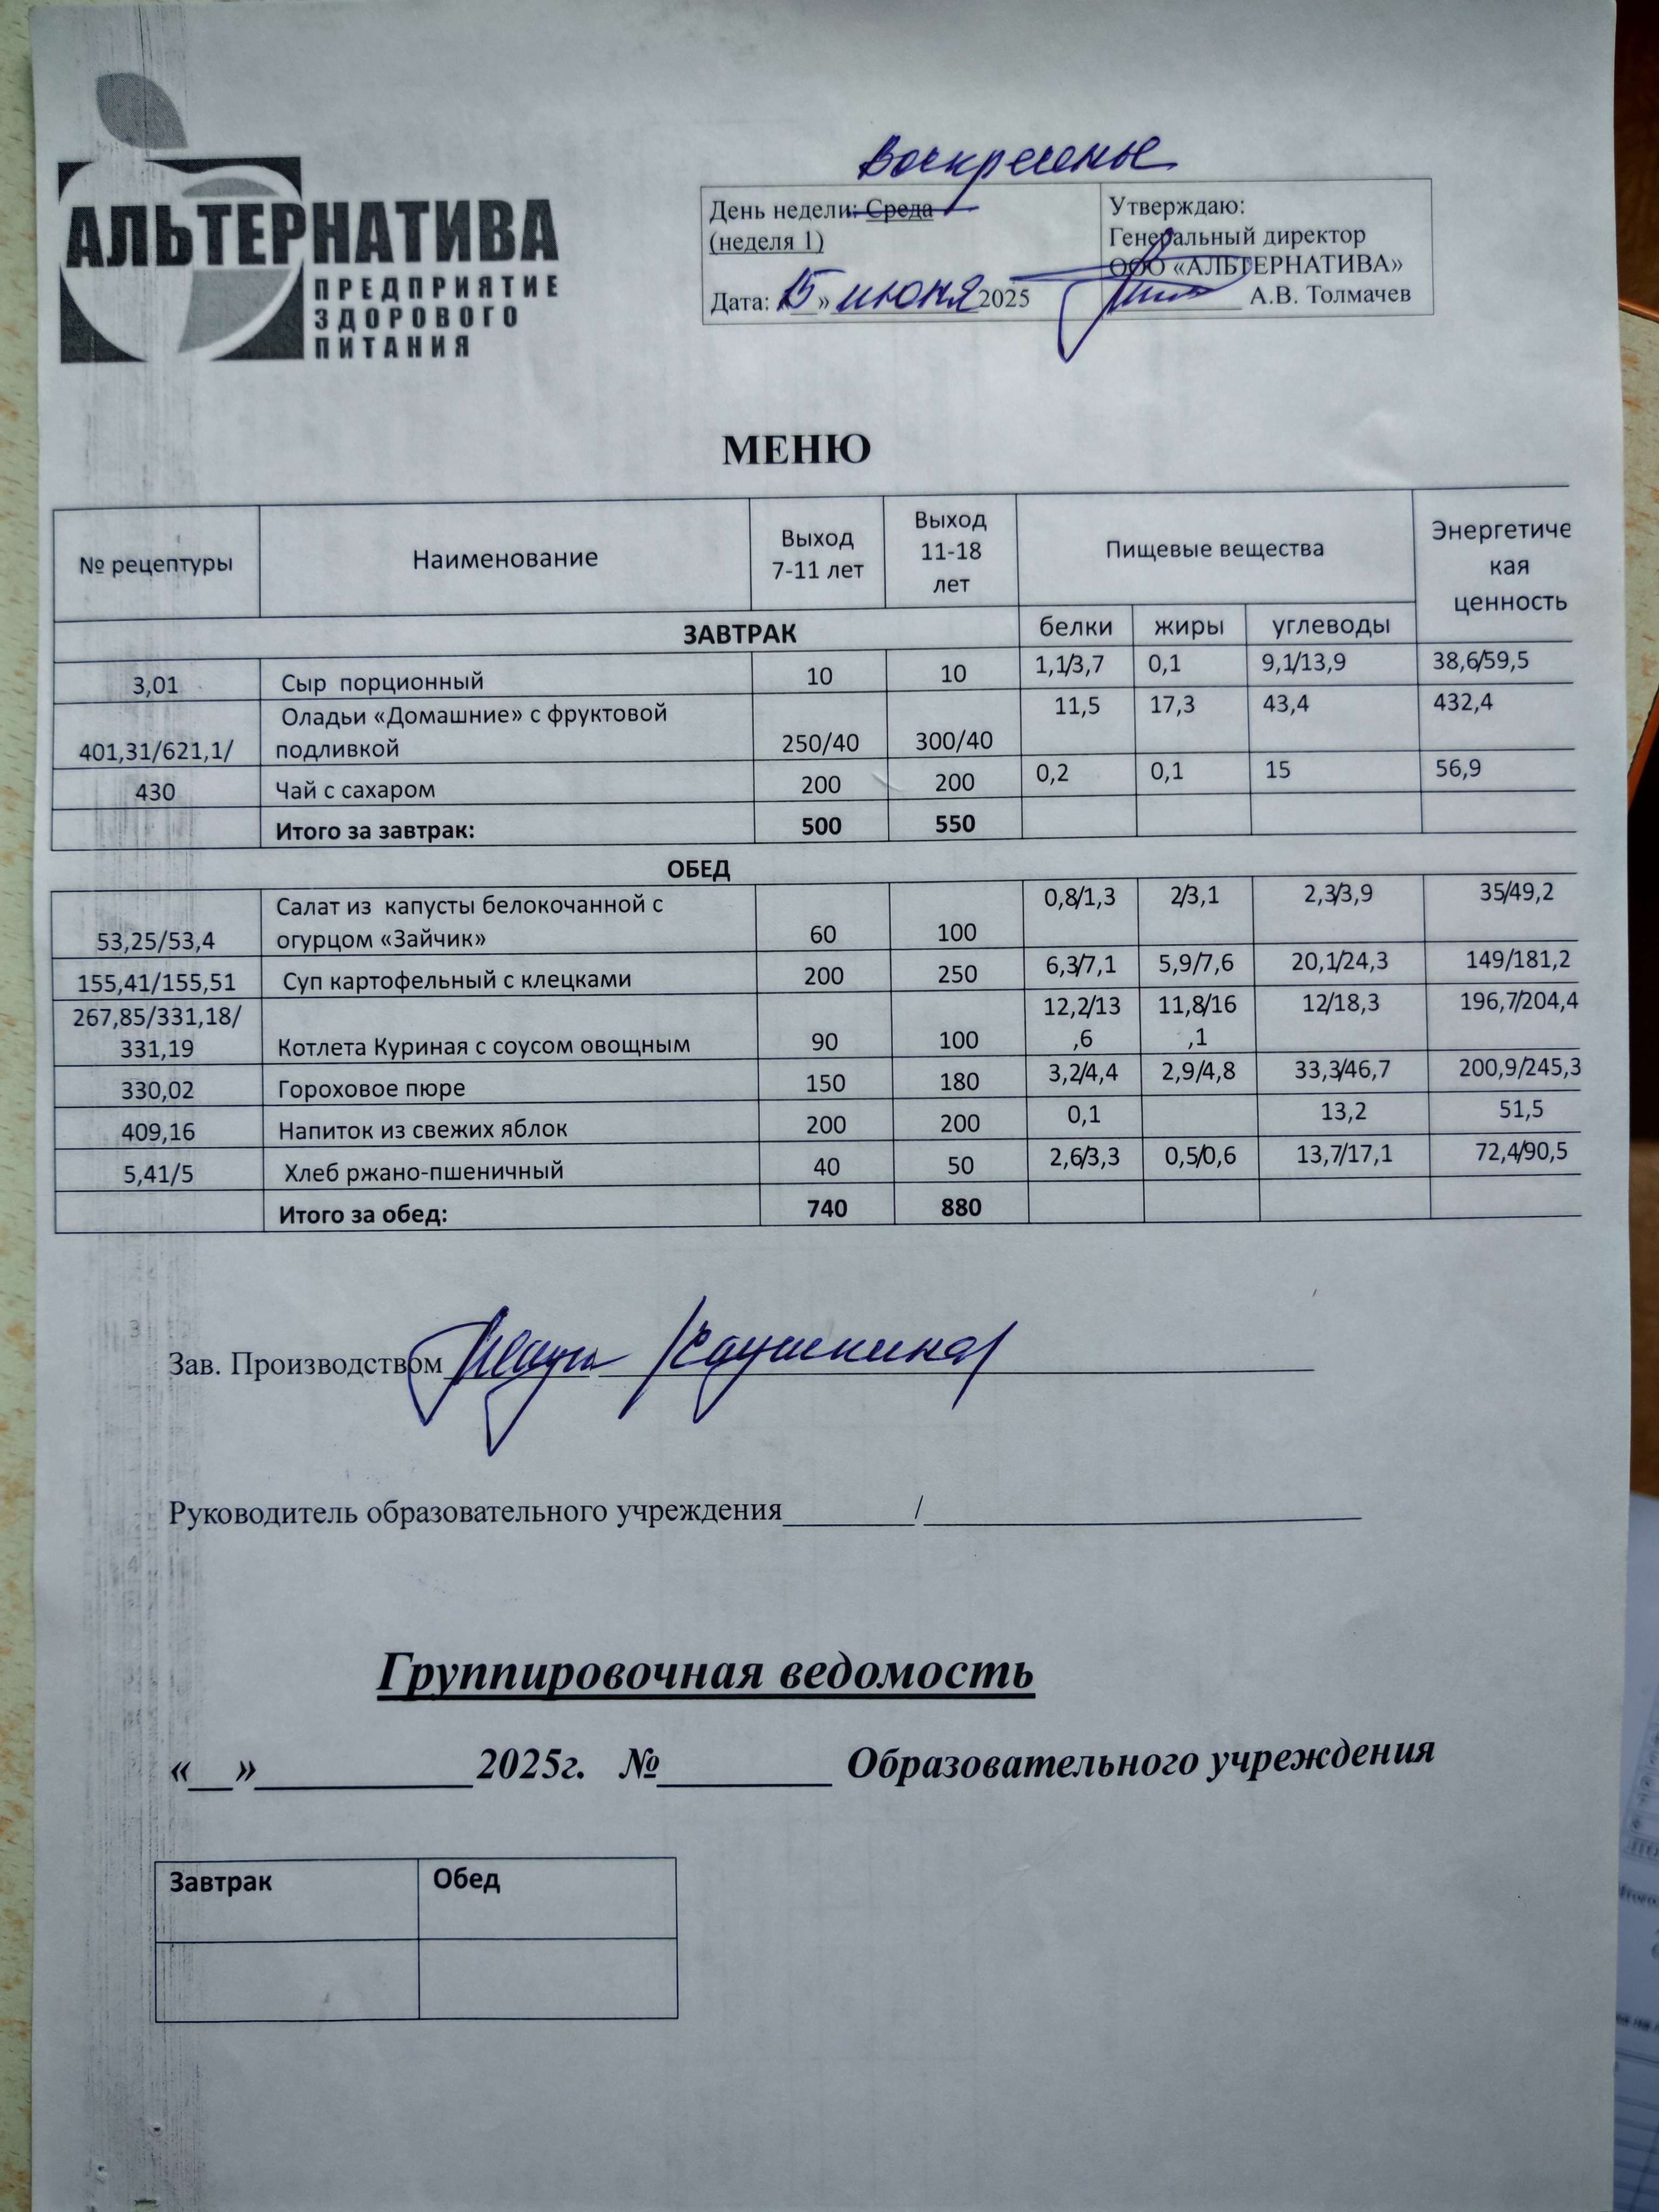 АЛЬТЕРНАТИВА
ПРЕДПРИЯТИЕ
ЗДОРОВОГО
ПИТАНИЯ
Воскресенье
День недели: Среда
(неделя 1)
Дата: «15» июня 2025
Утверждаю:
Генеральный директор
ООО «АЛЬТЕРНАТИВА»
____________ А.В. Толмачев
МЕНЮ
№ рецептуры Наименование Выход 7-11 лет Выход 11-18 лет Пищевые вещества Энергетиче кая ценность
ЗАВТРАК белки жиры углеводы
3,01 Сыр порционный 10 10 1,1/3,7 0,1 9,1/13,9 38,6/59,5
401,31/621,1/ Оладьи «Домашние» с фруктовой подливкой 250/40 300/40 11,5 17,3 43,4 432,4
430 Чай с сахаром 200 200 0,2 0,1 15 56,9
Итого за завтрак: 500 550
ОБЕД
53,25/53,4 Салат из капусты белокочанной с огурцом «Зайчик» 60 100 0,8/1,3 2/3,1 2,3/3,9 35/49,2
155,41/155,51 Суп картофельный с клецками 200 250 6,3/7,1 5,9/7,6 20,1/24,3 149/181,2
267,85/331,18/331,19 Котлета Куриная с соусом овощным 90 100 12,2/13,6 11,8/16,1 12/18,3 196,7/204,4
330,02 Гороховое пюре 150 180 3,2/4,4 2,9/4,8 33,3/46,7 200,9/245,3
409,16 Напиток из свежих яблок 200 200 0,1 13,2 51,5
5,41/5 Хлеб ржано-пшеничный 40 50 2,6/3,3 0,5/0,6 13,7/17,1 72,4/90,5
Итого за обед: 740 880
Зав. Производством
Руководитель образовательного учреждения________/__________________________
Группировочная ведомость
«__»__________2025г. №________ Образовательного учреждения
Завтрак Обед